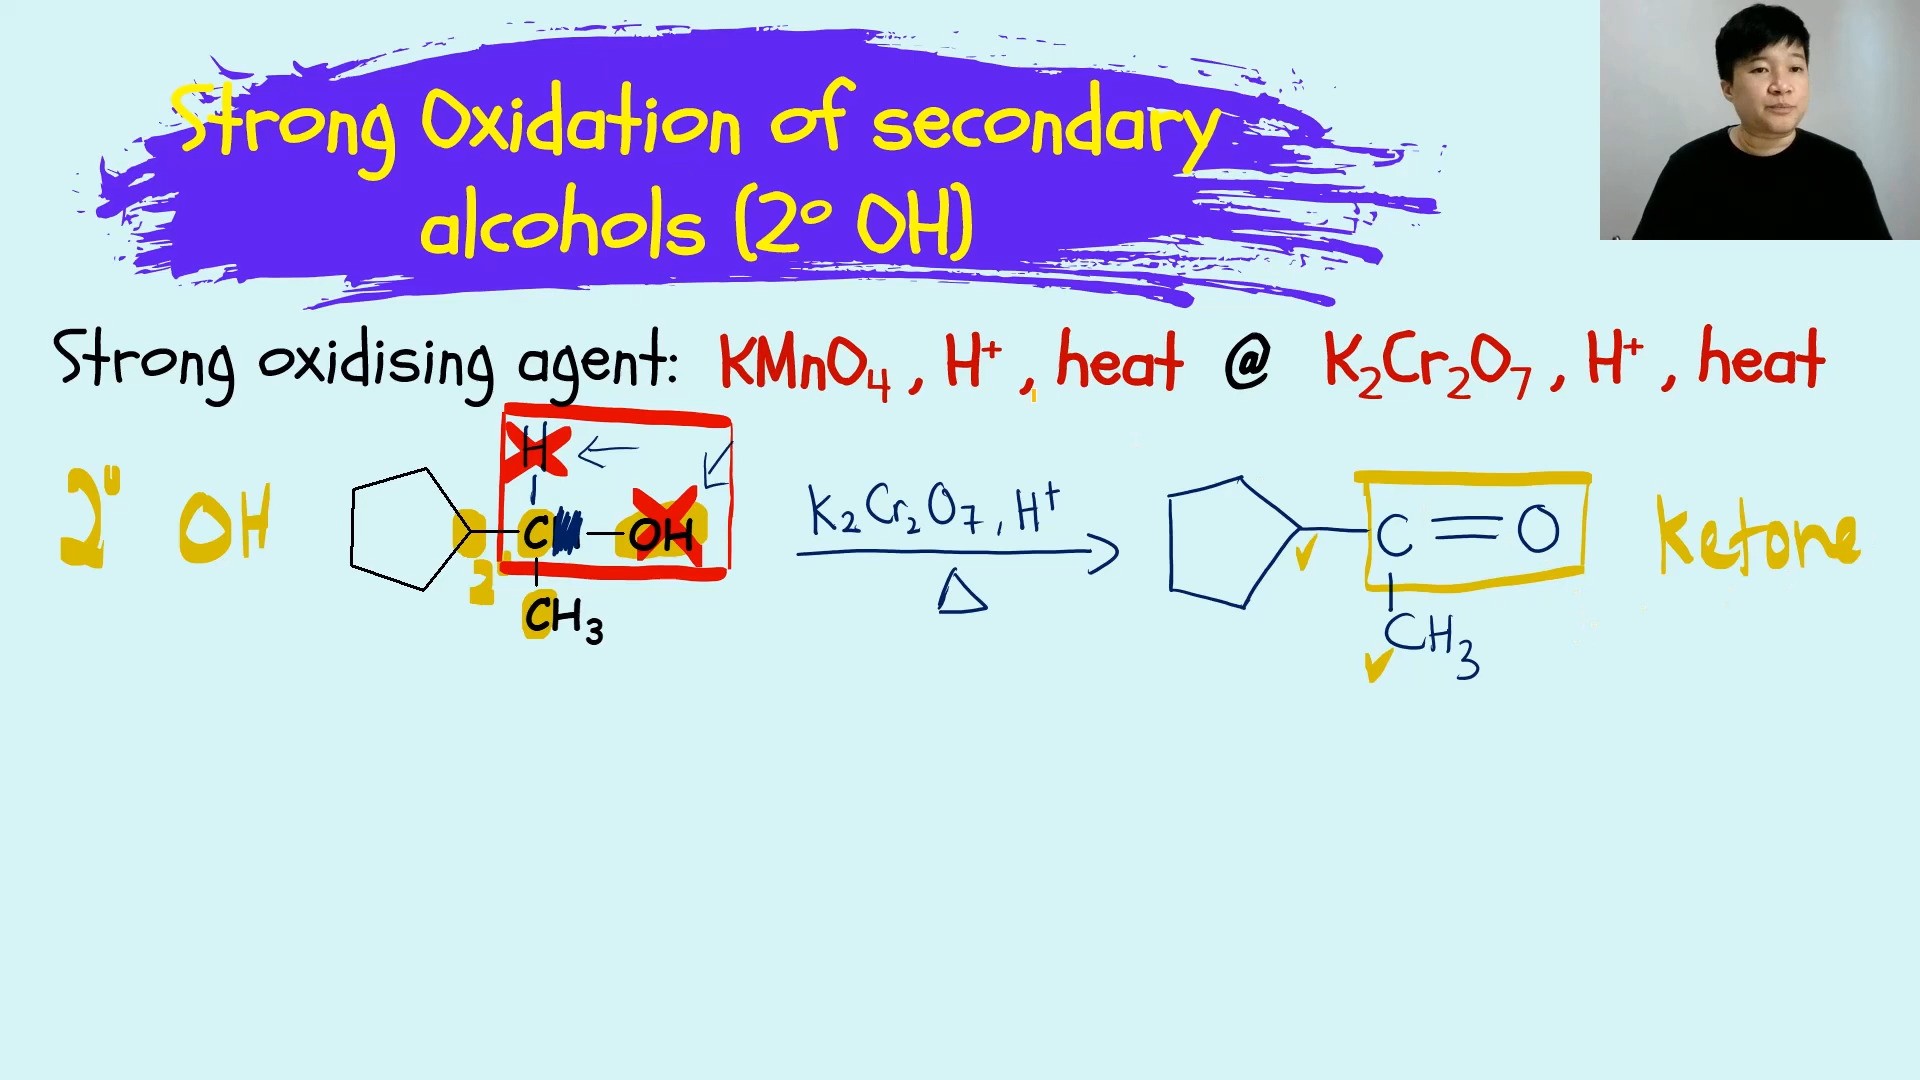 Strong Oxidation of secondary
alcohols (2° OH)
Strong oxidising agent: KMnO₄, H⁺, heat @ K₂Cr₂O₇, H⁺, heat
2° OH
H
C — OH
2°
CH₃
K₂Cr₂O₇, H⁺
△
C = O
CH₃
Ketone